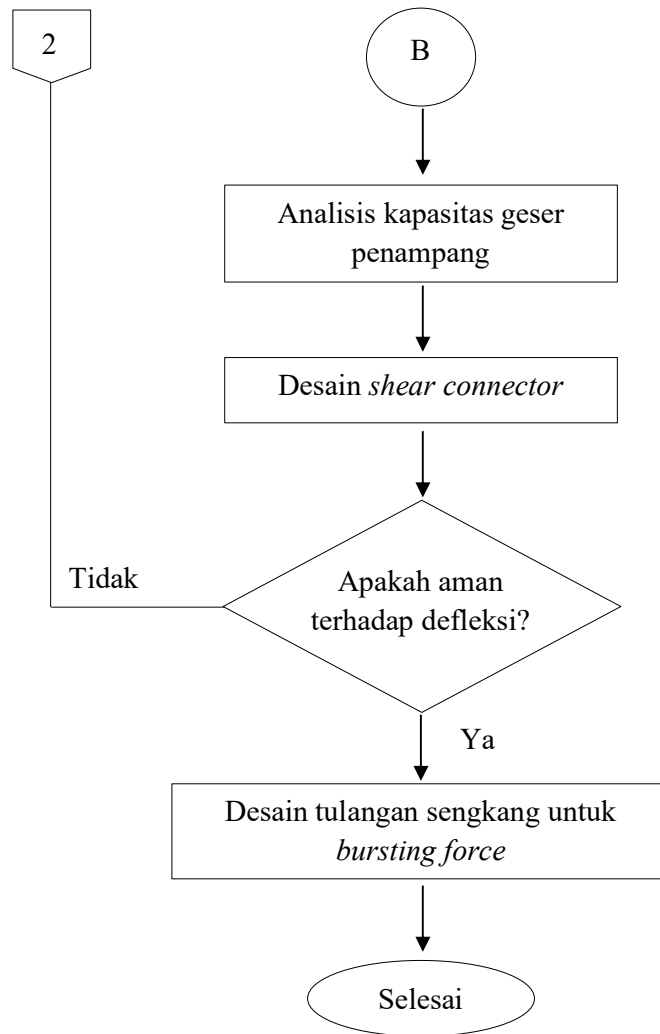 2
B
Analisis kapasitas geser
penampang
Desain shear connector
Tidak
Apakah aman
terhadap defleksi?
Ya
Desain tulangan sengkang untuk
bursting force
Selesai